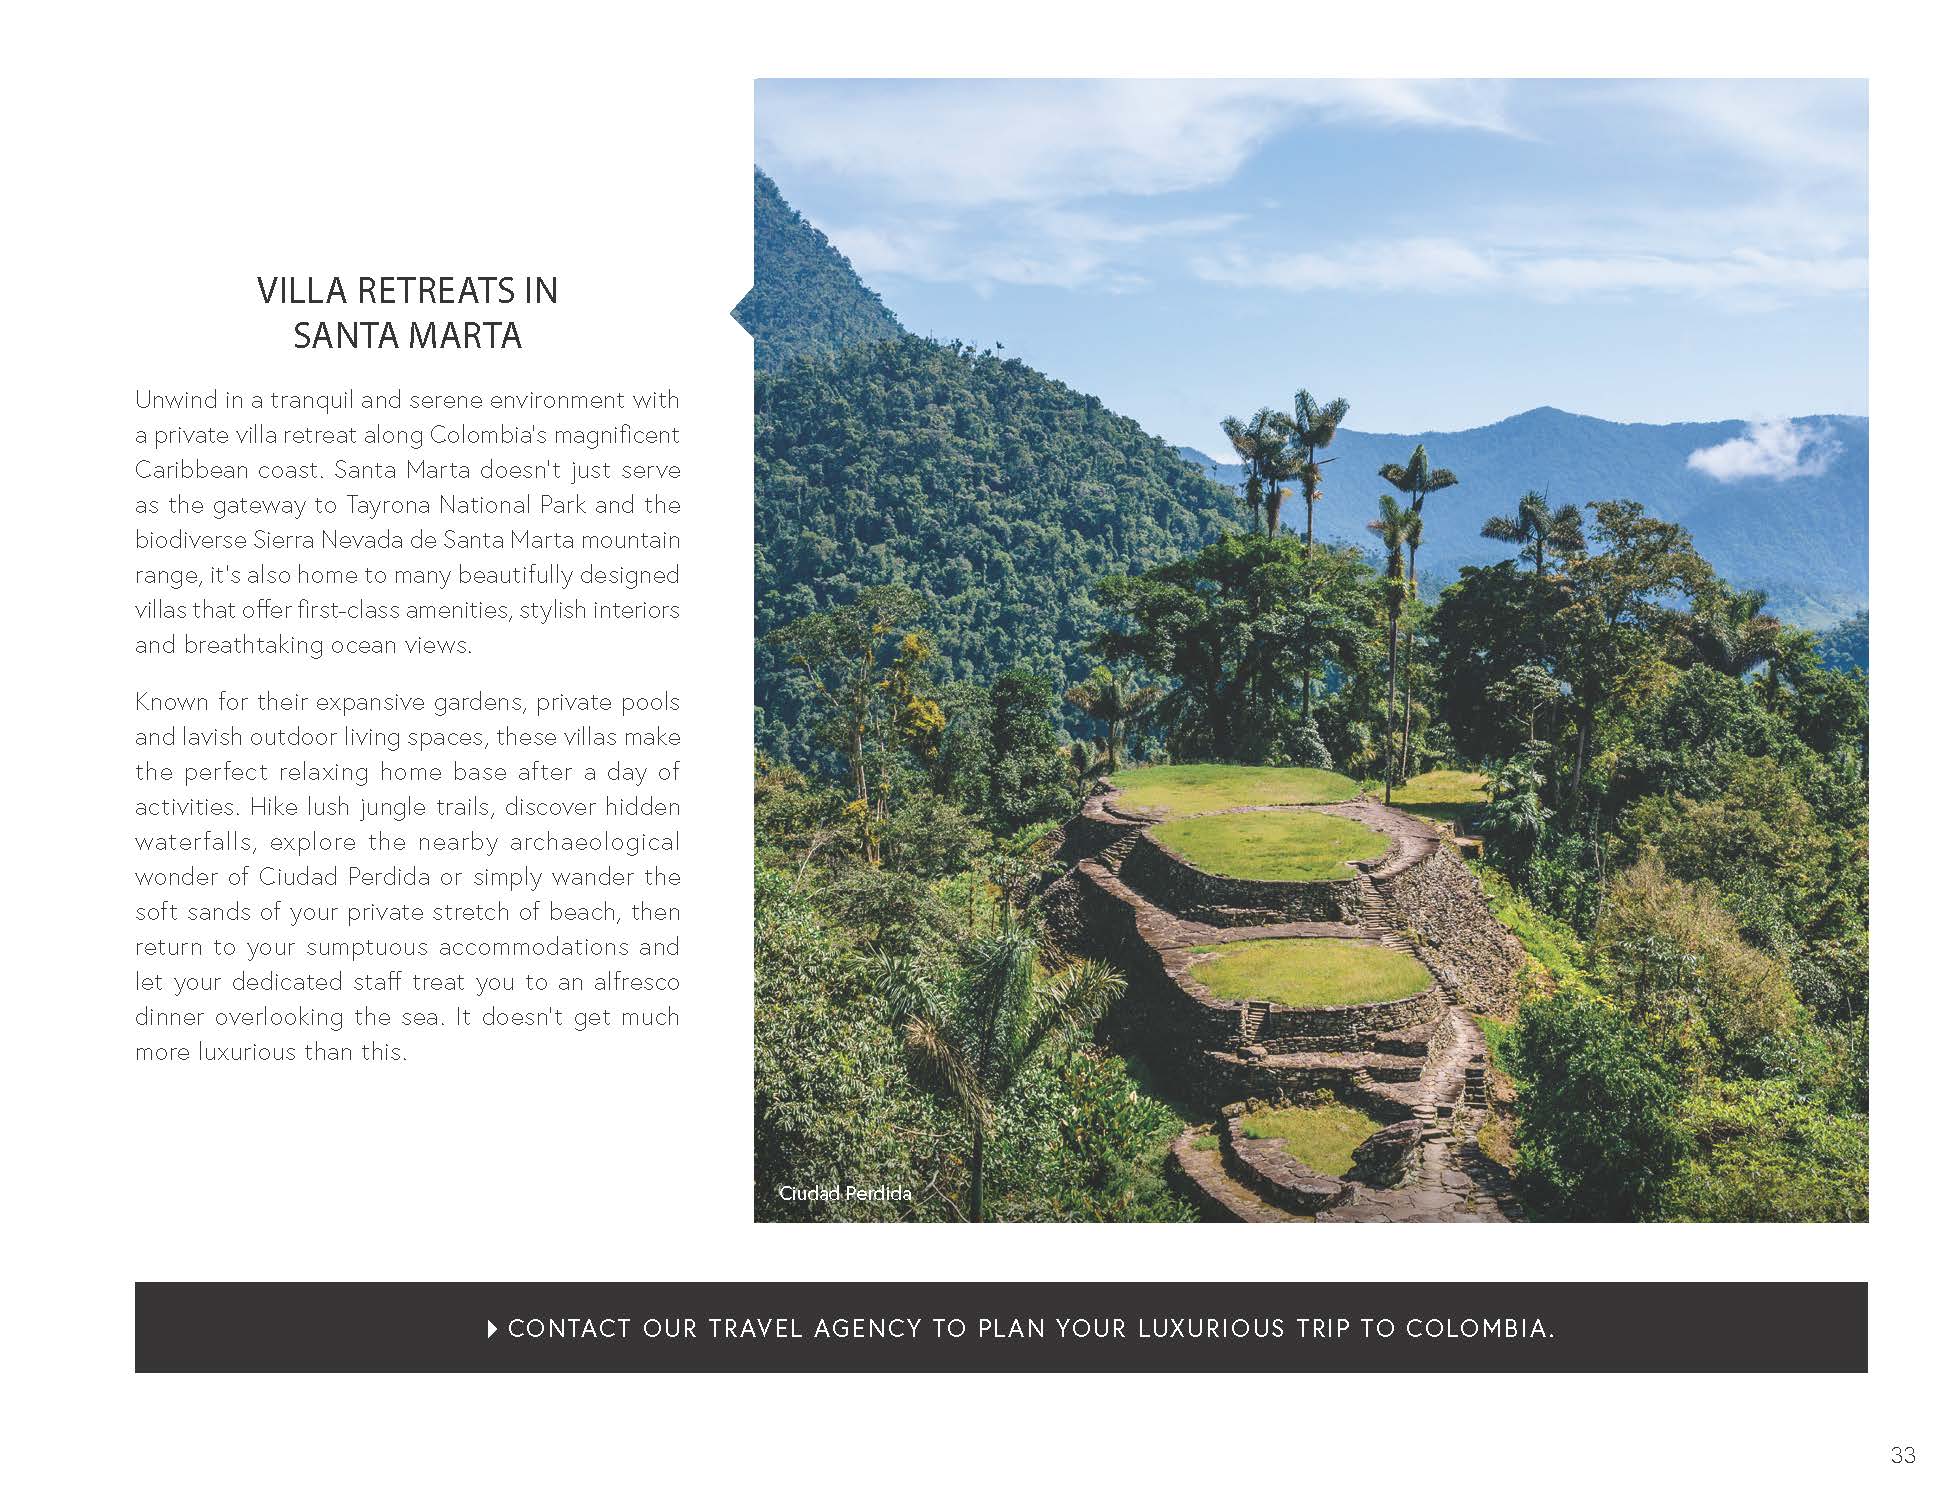 VILLA RETREATS IN
SANTA MARTA
Unwind in a tranquil and serene environment with
a private villa retreat along Colombia's magnificent
Caribbean coast. Santa Marta doesn't just serve
as the gateway to Tayrona National Park and the
biodiverse Sierra Nevada de Santa Marta mountain
range, it's also home to many beautifully designed
villas that offer first-class amenities, stylish interiors
and breathtaking ocean views.
Known for their expansive gardens, private pools
and lavish outdoor living spaces, these villas make
the perfect relaxing home base after a day of
activities. Hike lush jungle trails, discover hidden
waterfalls, explore the nearby archaeological
wonder of Ciudad Perdida or simply wander the
soft sands of your private stretch of beach, then
return to your sumptuous accommodations and
let your dedicated staff treat you to an alfresco
dinner overlooking the sea. It doesn't get much
more luxurious than this.
Ciudad Perdida
CONTACT OUR TRAVEL AGENCY TO PLAN YOUR LUXURIOUS TRIP TO COLOMBIA.
33